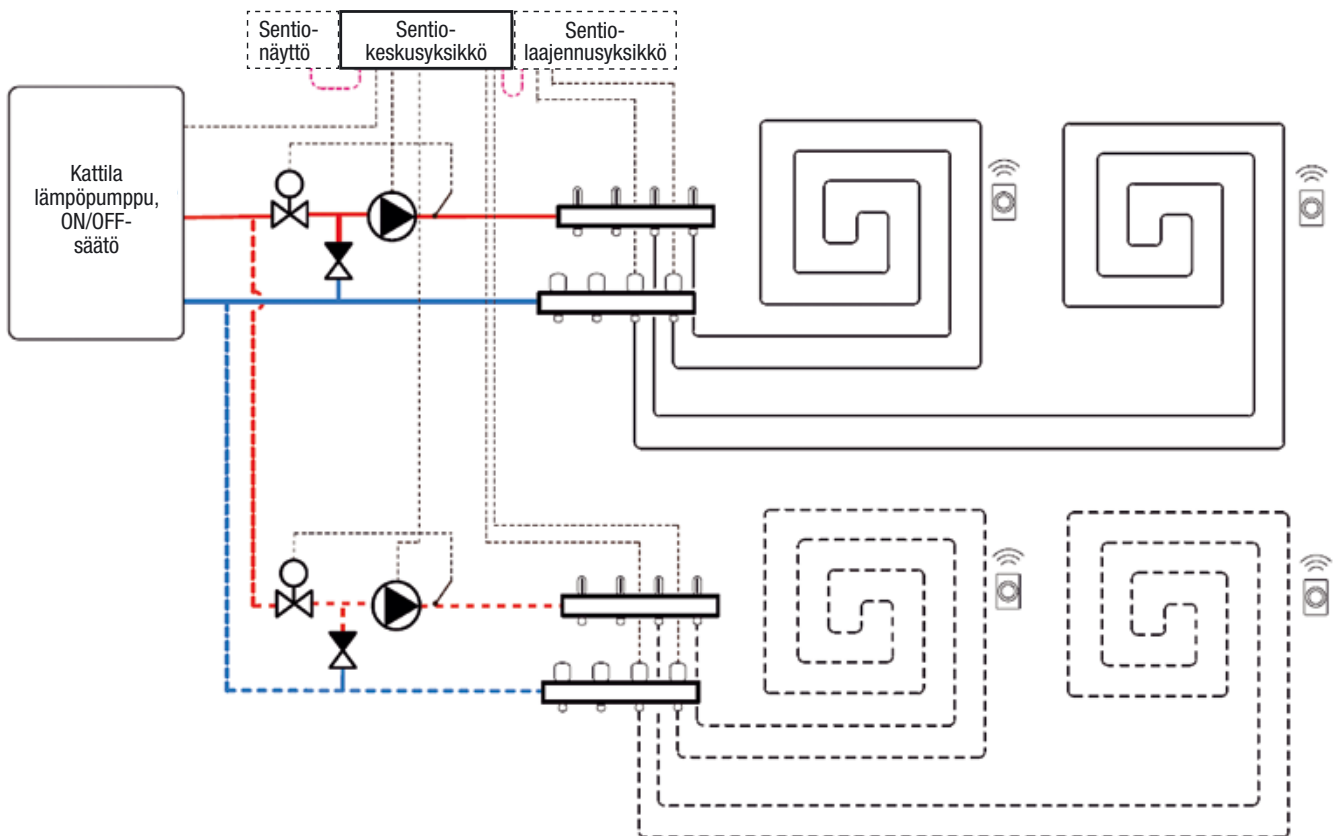 Sentio-
näyttö
Sentio-
keskusyksikkö
Sentio-
laajennusyksikkö
Kattila
lämpöpumppu,
ON/OFF-
säätö